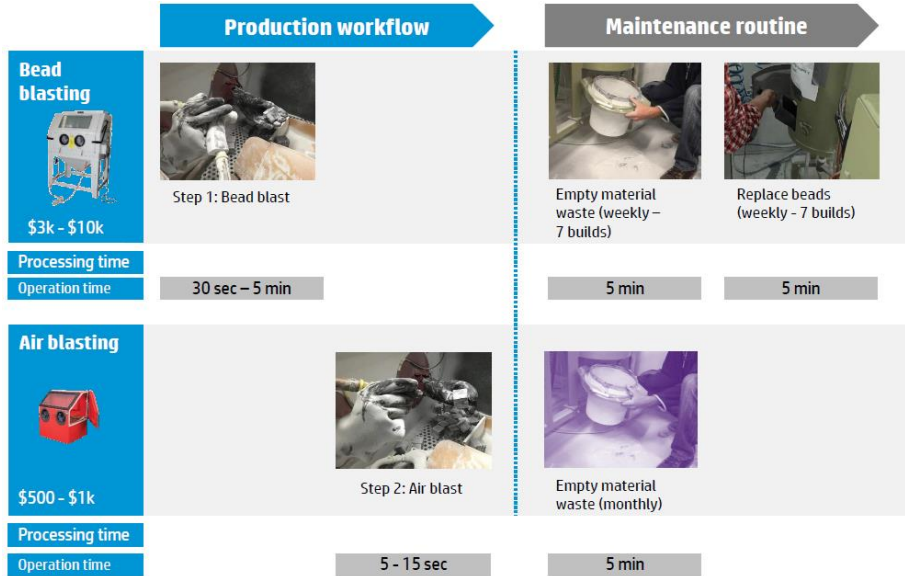 Production workflow
Maintenance routine
Bead
blasting
$3k - $10k
Step 1: Bead blast
Empty material
waste (weekly –
7 builds)
Replace beads
(weekly - 7 builds)
Processing time
Operation time
30 sec – 5 min
5 min
5 min
Air blasting
$500 - $1k
Step 2: Air blast
Empty material
waste (monthly)
Processing time
Operation time
5 - 15 sec
5 min